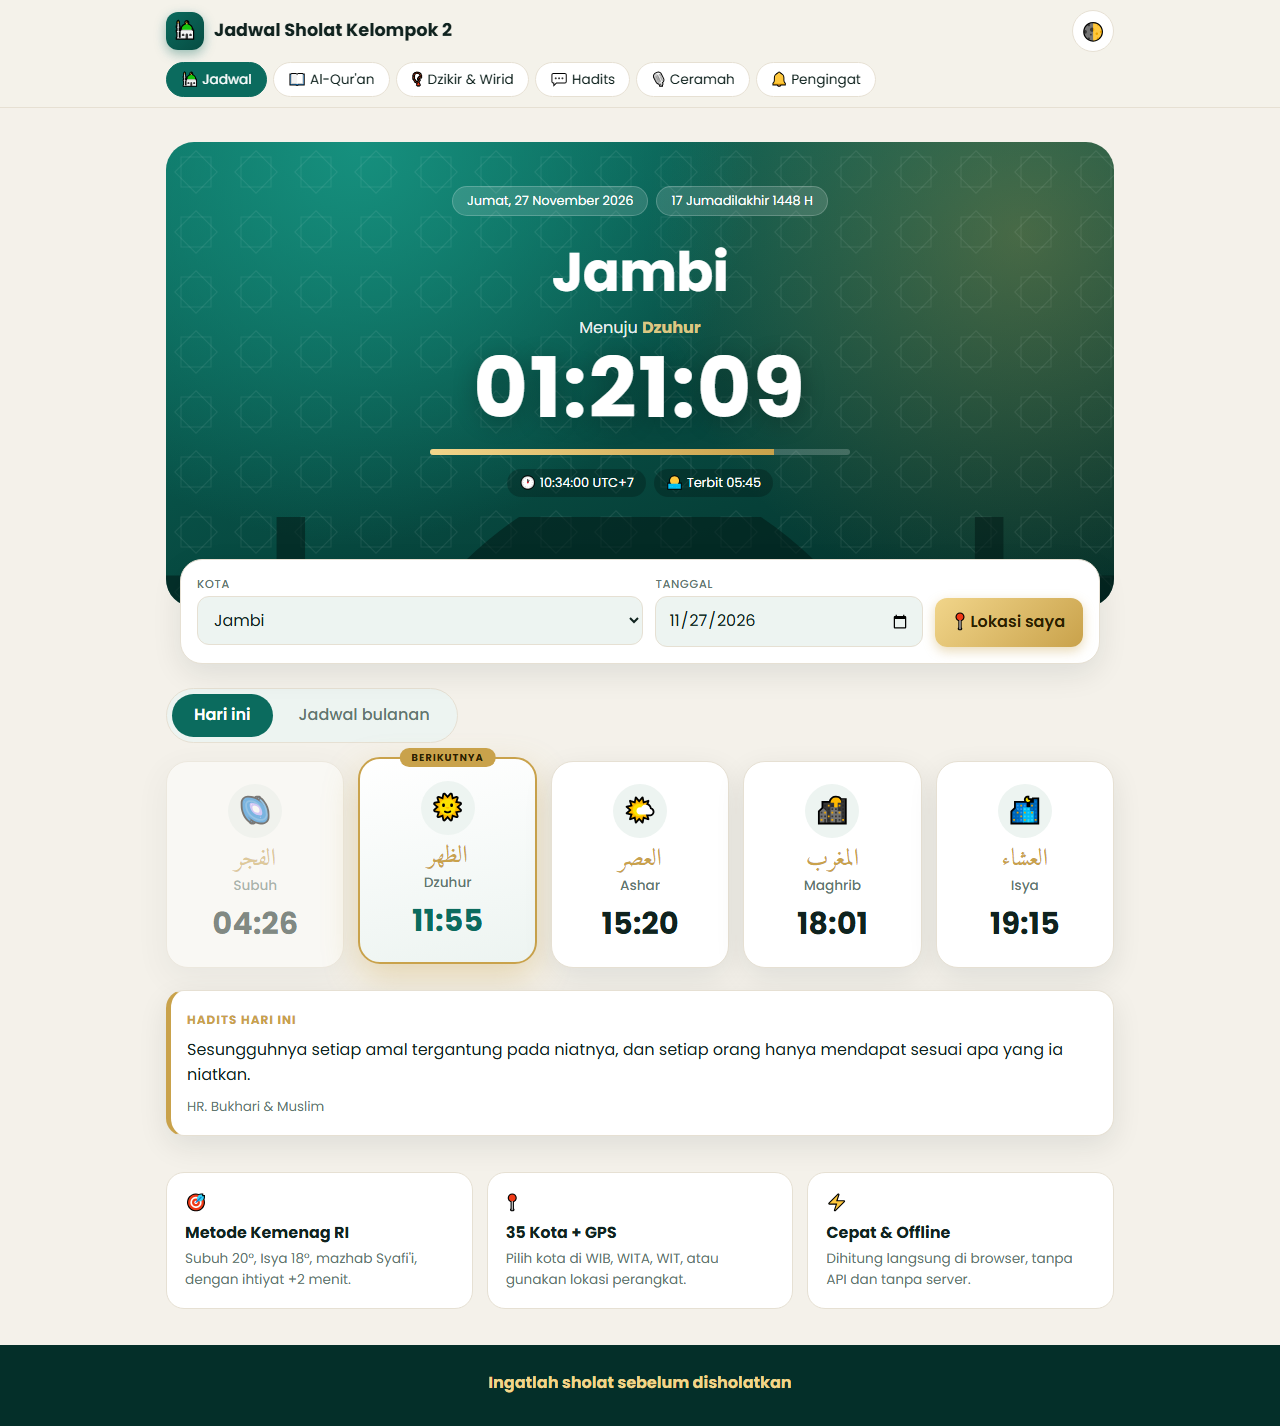 Jadwal Sholat Kelompok 2
Jadwal
Al-Qur'an
Dzikir & Wirid
Hadits
Ceramah
Pengingat
Jumat, 27 November 2026
17 Jumadilakhir 1448 H
Jambi
Menuju Dzuhur
01:21:09
10:34:00 UTC+7
Terbit 05:45
KOTA
Jambi
TANGGAL
11/27/2026
Lokasi saya
Hari ini
Jadwal bulanan
الفجر
Subuh
04:26
BERIKUTNYA
الظهر
Dzuhur
11:55
العصر
Ashar
15:20
المغرب
Maghrib
18:01
العشاء
Isya
19:15
HADITS HARI INI
Sesungguhnya setiap amal tergantung pada niatnya, dan setiap orang hanya mendapat sesuai apa yang ia
niatkan.
HR. Bukhari & Muslim
Metode Kemenag RI
Subuh 20°, Isya 18°, mazhab Syafi'i,
dengan ihtiyat +2 menit.
35 Kota + GPS
Pilih kota di WIB, WITA, WIT, atau
gunakan lokasi perangkat.
Cepat & Offline
Dihitung langsung di browser, tanpa
API dan tanpa server.
Ingatlah sholat sebelum disholatkan